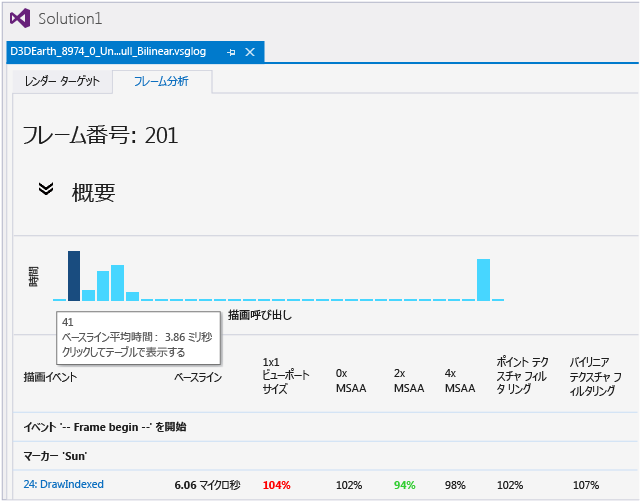 Solution1
D3DEarth_8974_0_Un...ull_Bilinear.vsglog
レンダー ターゲット
フレーム分析
フレーム番号: 201
概要
時間
描画呼び出し
41
ベースライン平均時間 : 3.86 ミリ秒
クリックしてテーブルで表示する
描画イベント
ベースライン
1x1
ビューポート
サイズ
0x
MSAA
2x
MSAA
4x
MSAA
ポイント テク
スチャ フィル
タ リング
バイリニア
テクスチャ フ
ィルタリング
イベント '-- Frame begin --' を開始
マーカー 'Sun'
24: DrawIndexed 6.06 マイクロ秒 104% 102% 94% 98% 102% 107%